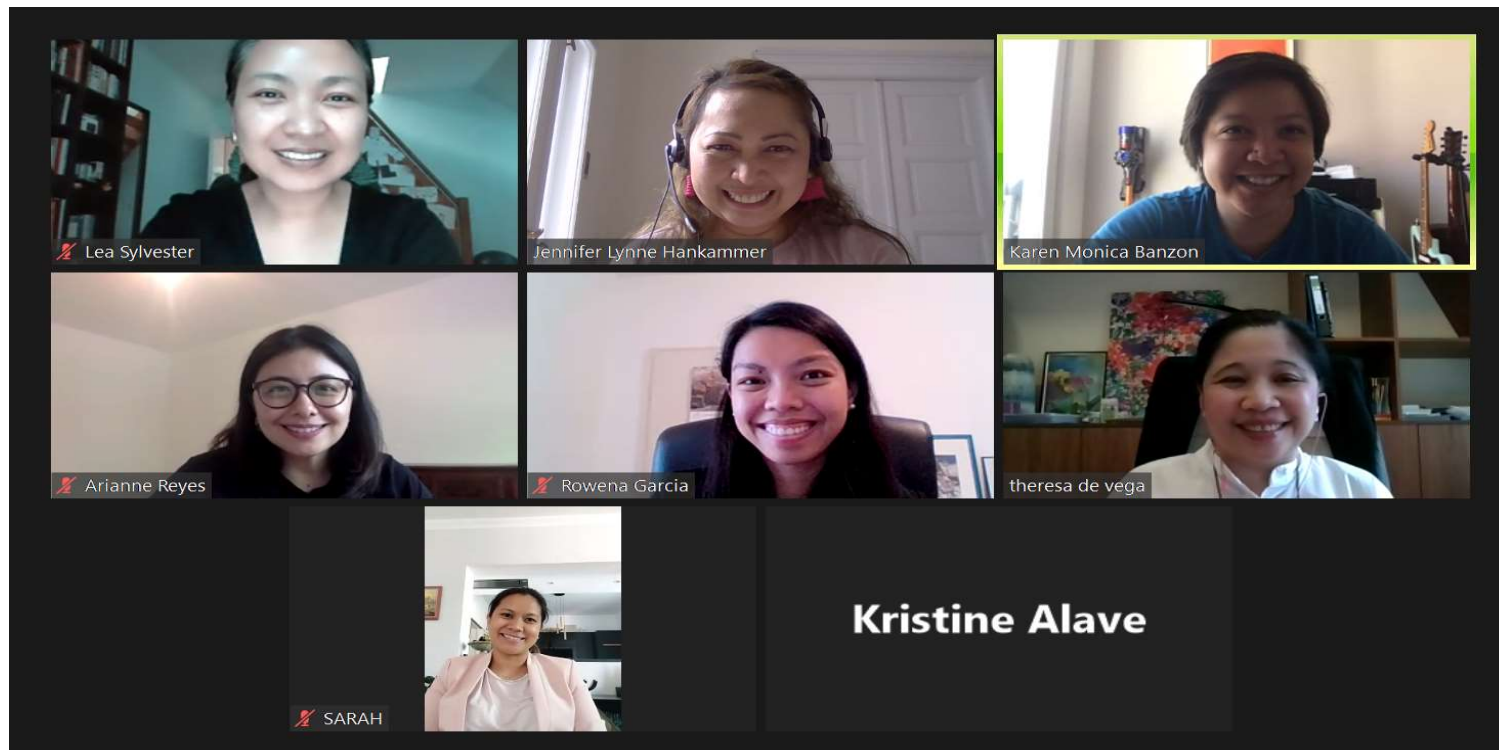 Lea Sylvester
Jennifer Lynne Hankammer
Karen Monica Banzon
Arianne Reyes
Rowena Garcia
theresa de vega
SARAH
Kristine Alave